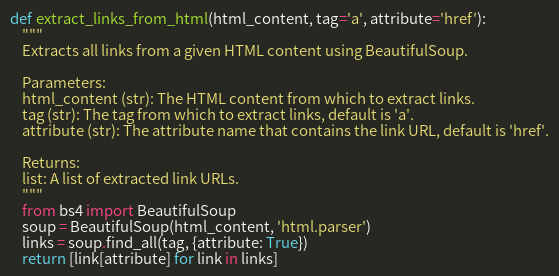 def extract_links_from_html(html_content, tag='a', attribute='href'):
    """
    Extracts all links from a given HTML content using BeautifulSoup.

    Parameters:
    html_content (str): The HTML content from which to extract links.
    tag (str): The tag from which to extract links, default is 'a'.
    attribute (str): The attribute name that contains the link URL, default is 'href'.

    Returns:
    list: A list of extracted link URLs.
    """
    from bs4 import BeautifulSoup
    soup = BeautifulSoup(html_content, 'html.parser')
    links = soup.find_all(tag, {attribute: True})
    return [link[attribute] for link in links]